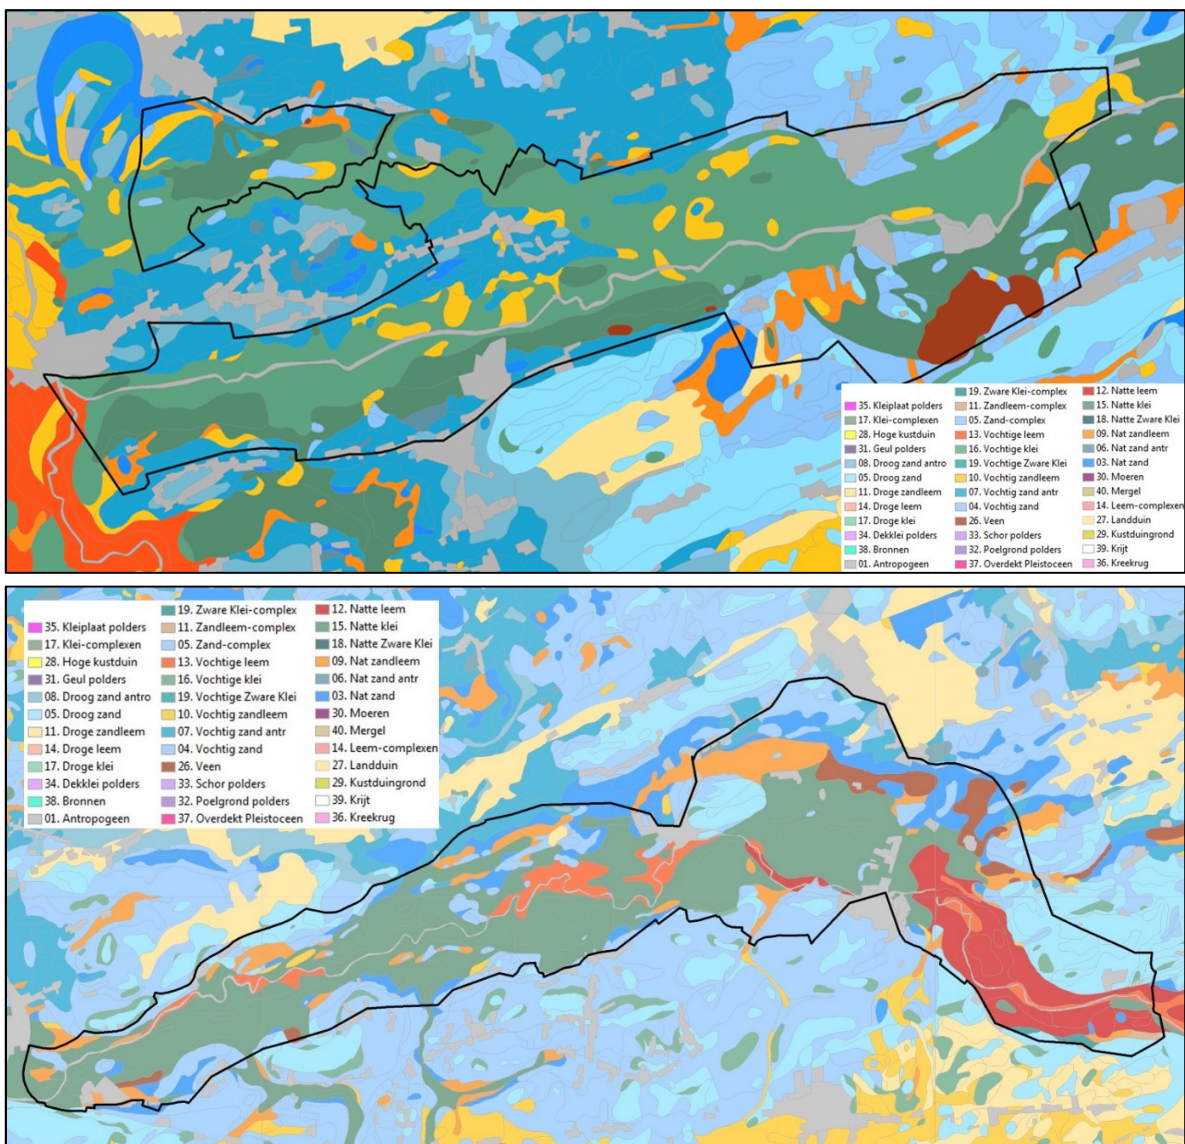 19. Zware Klei-complex 12. Natte leem
35. Kleiplaat polders 11. Zandleem-complex 15. Natte klei
17. Klei-complexen 05. Zand-complex 18. Natte Zware Klei
28. Hoge kustduin 13. Vochtige leem 09. Nat zandleem
31. Geul polders 16. Vochtige klei 06. Nat zand antr
08. Droog zand antro 19. Vochtige Zware Klei 03. Nat zand
05. Droog zand 10. Vochtig zandleem 30. Moeren
11. Droge zandleem 07. Vochtig zand antr 40. Mergel
14. Droge leem 04. Vochtig zand 14. Leem-complexen
17. Droge klei 26. Veen 27. Landduin
34. Dekklei polders 33. Schor polders 29. Kustduingrond
38. Bronnen 32. Poelgrond polders 39. Krijt
01. Antropogeen 37. Overdekt Pleistoceen 36. Kreekrug
19. Zware Klei-complex 12. Natte leem
35. Kleiplaat polders 11. Zandleem-complex 15. Natte klei
17. Klei-complexen 05. Zand-complex 18. Natte Zware Klei
28. Hoge kustduin 13. Vochtige leem 09. Nat zandleem
31. Geul polders 16. Vochtige klei 06. Nat zand antr
08. Droog zand antro 19. Vochtige Zware Klei 03. Nat zand
05. Droog zand 10. Vochtig zandleem 30. Moeren
11. Droge zandleem 07. Vochtig zand antr 40. Mergel
14. Droge leem 04. Vochtig zand 14. Leem-complexen
17. Droge klei 26. Veen 27. Landduin
34. Dekklei polders 33. Schor polders 29. Kustduingrond
38. Bronnen 32. Poelgrond polders 39. Krijt
01. Antropogeen 37. Overdekt Pleistoceen 36. Kreekrug